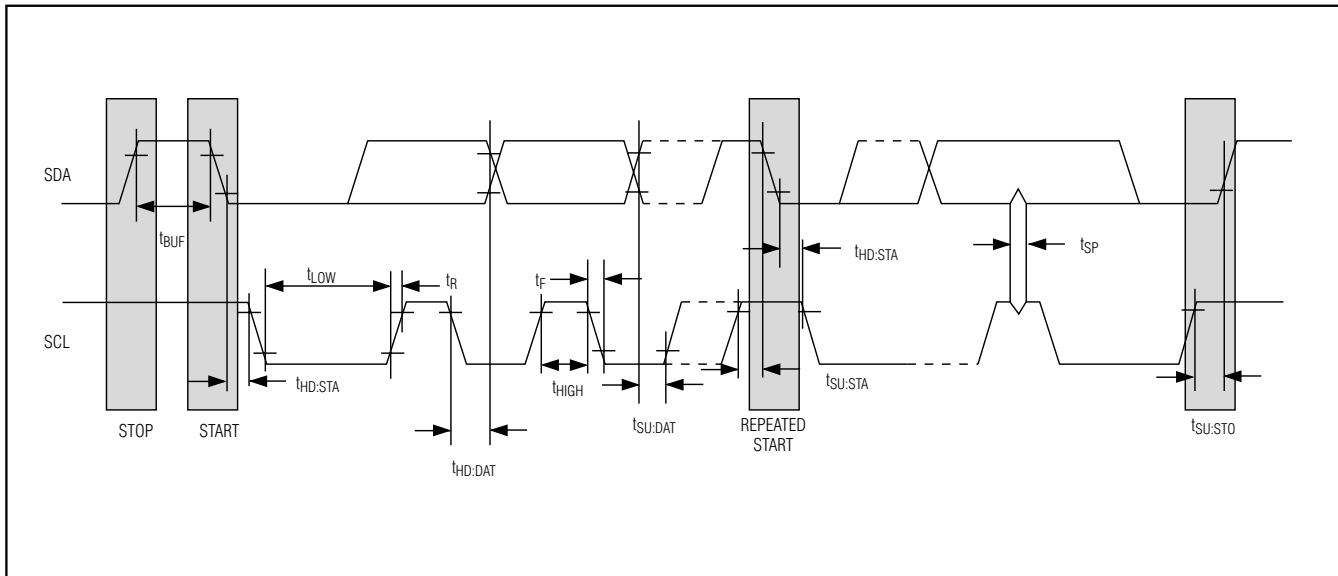 SDA
tBUF
tLOW
tR
tF
tHD:STA
tSP
SCL
tHD:STA
tHIGH
tSU:DAT
tSU:STA
tSU:STO
STOP
START
REPEATED
START
tHD:DAT